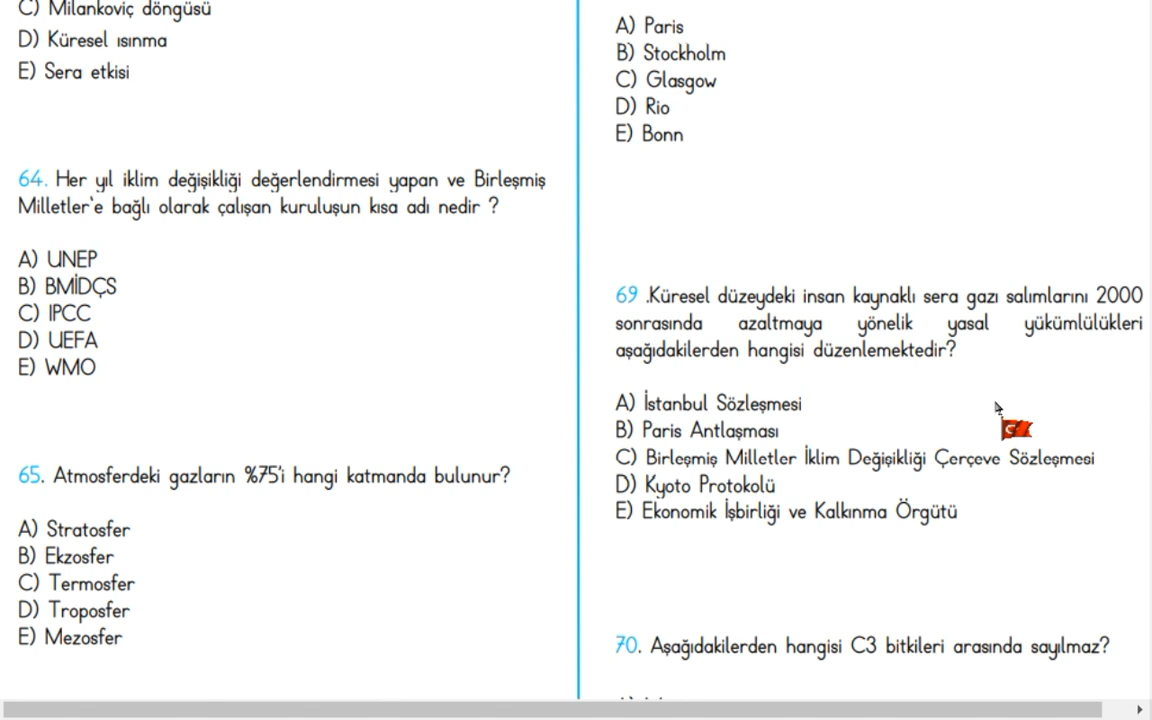 C) Milankoviç döngüsü
D) Küresel ısınma
E) Sera etkisi
64. Her yıl iklim değişikliği değerlendirmesi yapan ve Birleşmiş
Milletler'e bağlı olarak çalışan kuruluşun kısa adı nedir ?
A) UNEP
B) BMİDÇS
C) IPCC
D) UEFA
E) WMO
65. Atmosferdeki gazların %75'i hangi katmanda bulunur?
A) Stratosfer
B) Ekzosfer
C) Termosfer
D) Troposfer
E) Mezosfer
A) Paris
B) Stockholm
C) Glasgow
D) Rio
E) Bonn
69 .Küresel düzeydeki insan kaynaklı sera gazı salımlarını 2000
sonrasında azaltmaya yönelik yasal yükümlülükleri
aşağıdakilerden hangisi düzenlemektedir?
A) İstanbul Sözleşmesi
B) Paris Antlaşması
C) Birleşmiş Milletler İklim Değişikliği Çerçeve Sözleşmesi
D) Kyoto Protokolü
E) Ekonomik İşbirliği ve Kalkınma Örgütü
70. Aşağıdakilerden hangisi C3 bitkileri arasında sayılmaz?